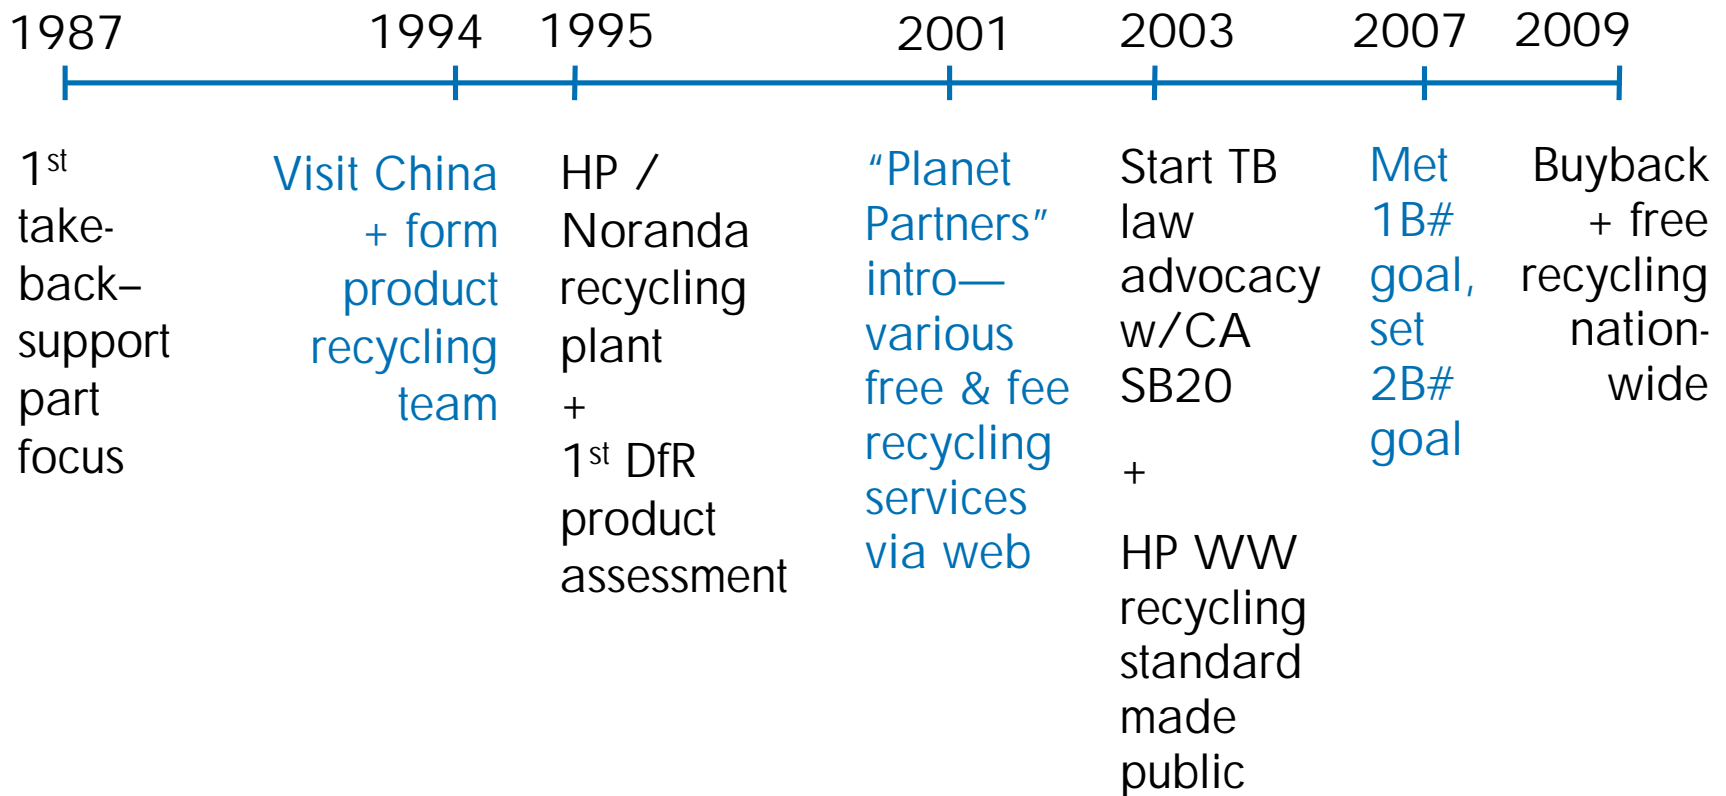 1987 1994 1995 2001 2003 2007 2009
1st
take-
back–
support
part
focus
Visit China
+ form
product
recycling
team
HP /
Noranda
recycling
plant
+
1st DfR
product
assessment
“Planet
Partners”
intro—
various
free & fee
recycling
services
via web
Start TB
law
advocacy
w/CA
SB20
+
HP WW
recycling
standard
made
public
Met
1B#
goal,
set
2B#
goal
Buyback
+ free
recycling
nation-
wide